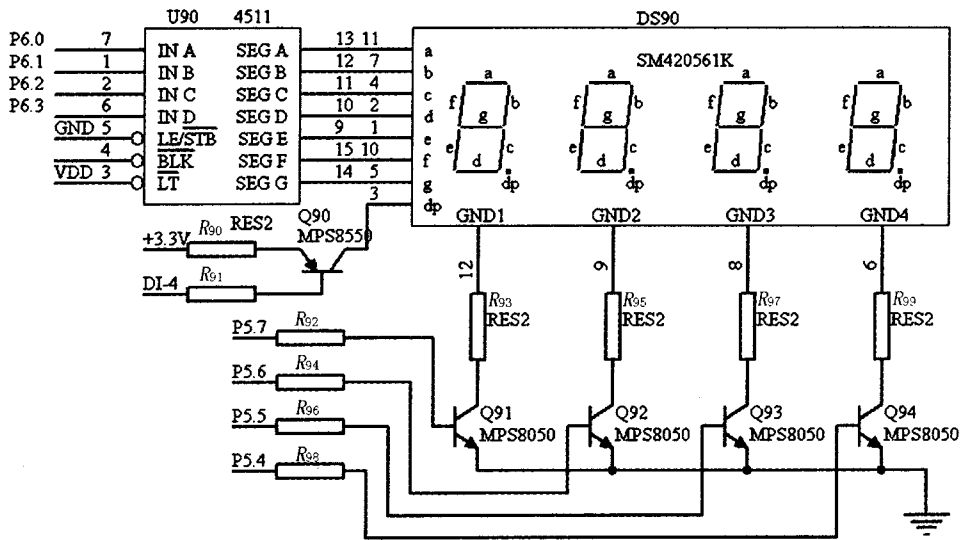 U90 4511 DS90
P6.0 7 IN A SEG A 13 11 a SM420561K
P6.1 1 IN B SEG B 12 7 b
P6.2 2 IN C SEG C 11 4 c
P6.3 6 IN D SEG D 10 2 d
GND 5 LE/STB SEG E 9 1 e
4 BLK SEG F 15 10 f
VDD 3 LT SEG G 14 5 g
3 dp
a f b g e c d dp
a f b g e c d dp
a f b g e c d dp
a f b g e c d dp
GND1 GND2 GND3 GND4
12 9 8 6
+3.3V R90 RES2 Q90 MPS8550
DI-4 R91
P5.7 R92
P5.6 R94
P5.5 R96
P5.4 R98
R93 RES2 R95 RES2 R97 RES2 R99 RES2
Q91 MPS8050 Q92 MPS8050 Q93 MPS8050 Q94 MPS8050